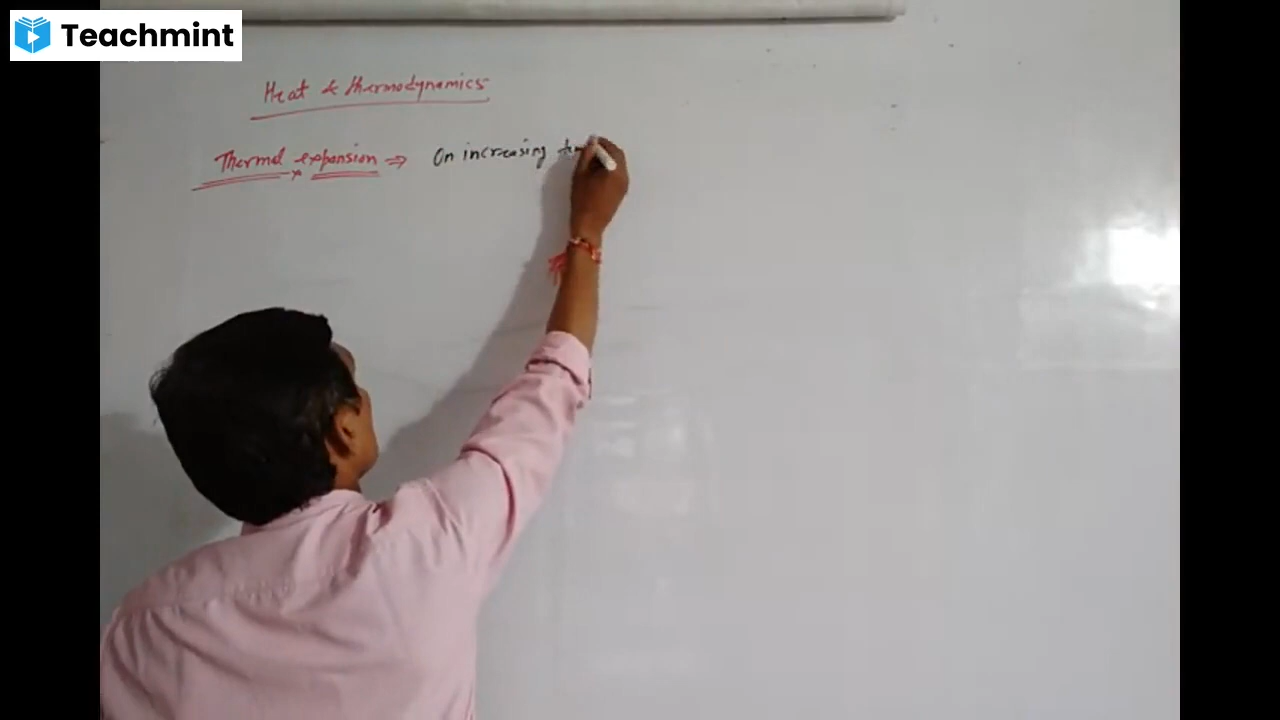 Teachmint
Heat & thermodynamics
Thermal expansion ⇒ On increasing